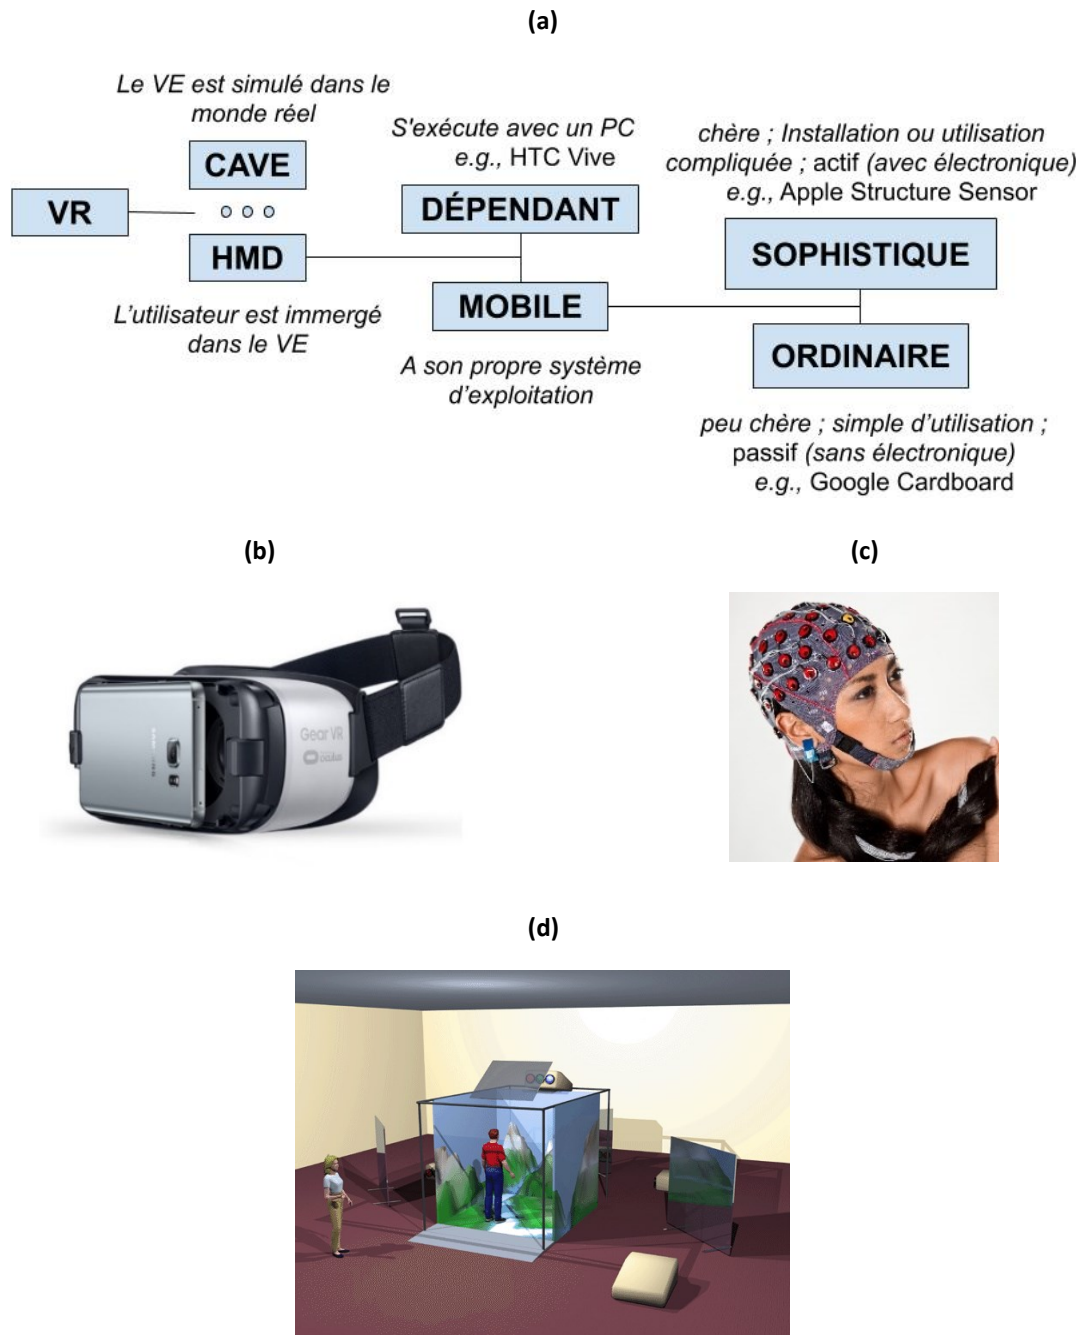 (a)
Le VE est simulé dans le
monde réel
CAVE
VR
HMD
L'utilisateur est immergé
dans le VE
S'exécute avec un PC
e.g., HTC Vive
DÉPENDANT
MOBILE
A son propre système
d'exploitation
chère ; Installation ou utilisation
compliquée ; actif (avec électronique)
e.g., Apple Structure Sensor
SOPHISTIQUE
ORDINAIRE
peu chère ; simple d'utilisation ;
passif (sans électronique)
e.g., Google Cardboard
(b)
(c)
Gear VR
oculus
(d)